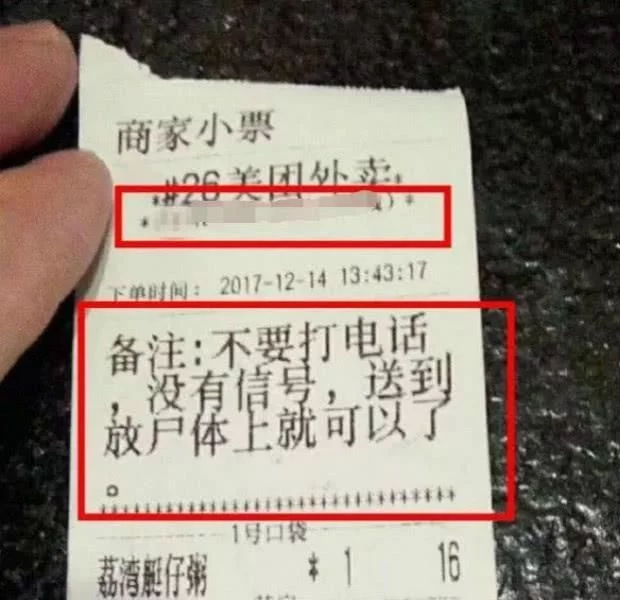 商家小票
*#26美团外卖*
下单时间： 2017-12-14 13:43:17
备注:不要打电话
，没有信号，送到
放尸体上就可以了
。
1号口袋
荔湾艇仔粥 * 1 16